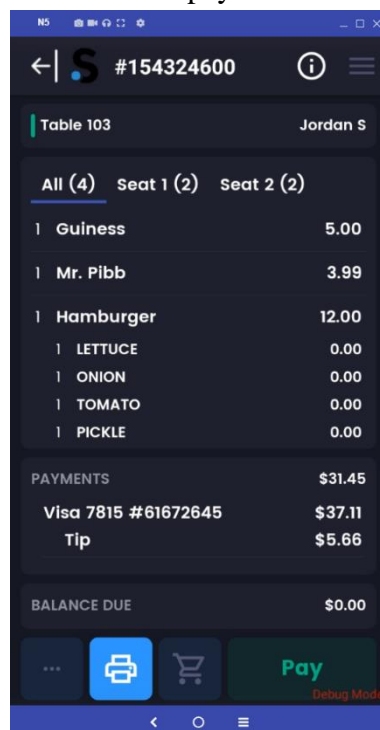 pay
N5
S #154324600
Table 103 Jordan S
All (4) Seat 1 (2) Seat 2 (2)
1 Guiness 5.00
1 Mr. Pibb 3.99
1 Hamburger 12.00
1 LETTUCE 0.00
1 ONION 0.00
1 TOMATO 0.00
1 PICKLE 0.00
PAYMENTS $31.45
Visa 7815 #61672645 $37.11
Tip $5.66
BALANCE DUE $0.00
Pay
Debug Mode